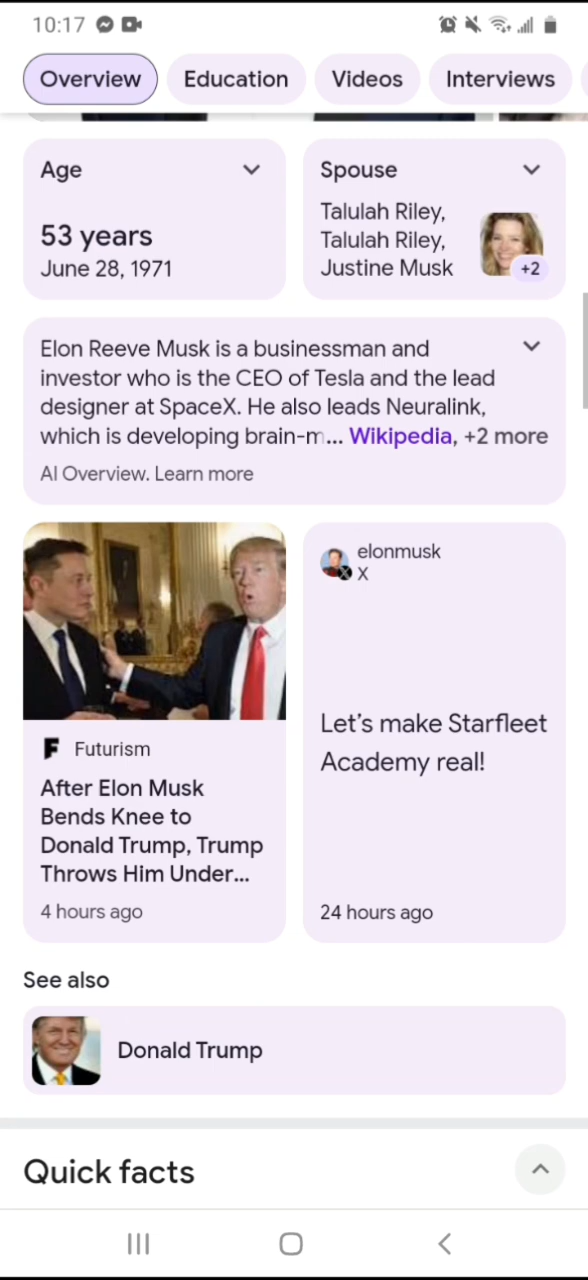 10:17
Overview
Education
Videos
Interviews
Age
53 years
June 28, 1971
Spouse
Talulah Riley,
Talulah Riley,
Justine Musk
+2
Elon Reeve Musk is a businessman and
investor who is the CEO of Tesla and the lead
designer at SpaceX. He also leads Neuralink,
which is developing brain-m... Wikipedia, +2 more
AI Overview. Learn more
F Futurism
After Elon Musk
Bends Knee to
Donald Trump, Trump
Throws Him Under...
4 hours ago
elonmusk
X
Let's make Starfleet
Academy real!
24 hours ago
See also
Donald Trump
Quick facts